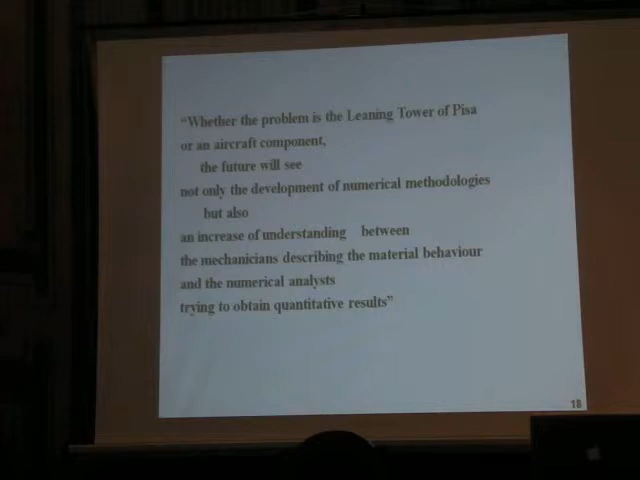 “Whether the problem is the Leaning Tower of Pisa
or an aircraft component,
the future will see
not only the development of numerical methodologies
but also
an increase of understanding between
the mechanicians describing the material behaviour
and the numerical analysts
trying to obtain quantitative results”
18